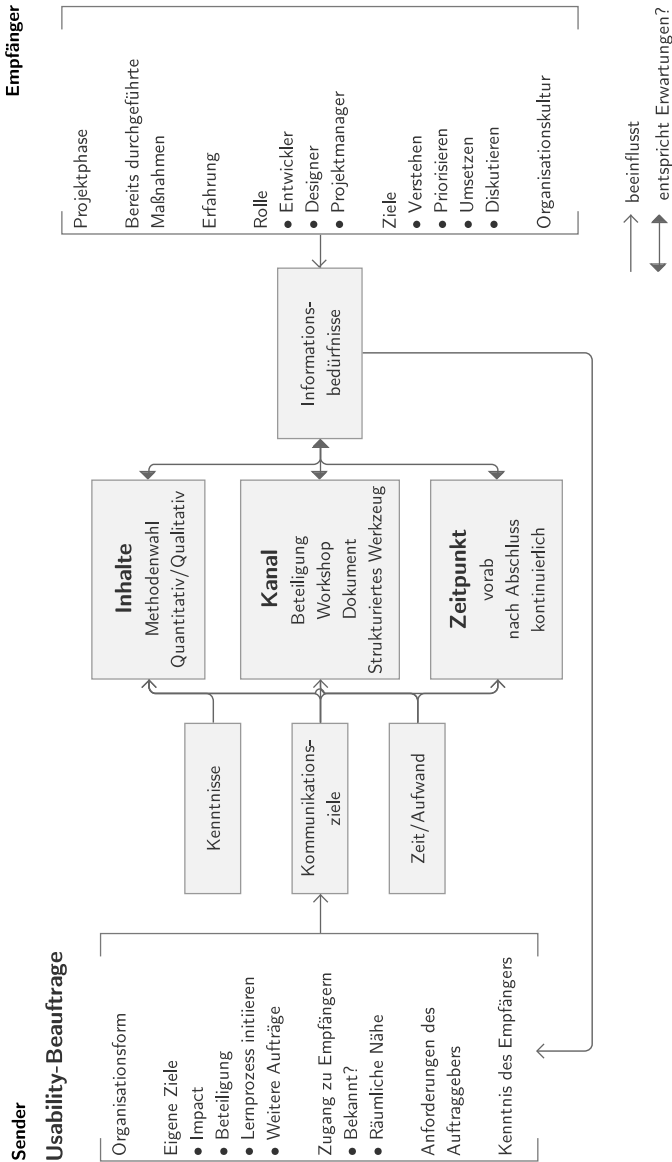 Sender
Usability-Beauftrage
Organisationsform
Eigene Ziele
• Impact
• Beteiligung
• Lernprozess initiieren
• Weitere Aufträge
Zugang zu Empfängern
• Bekannt?
• Räumliche Nähe
Anforderungen des
Auftraggebers
Kenntnis des Empfängers
Kenntnisse
Kommunikations-
ziele
Zeit/Aufwand
Inhalte
Methodenwahl
Quantitativ/Qualitativ
Kanal
Beteiligung
Workshop
Dokument
Strukturiertes Werkzeug
Zeitpunkt
vorab
nach Abschluss
kontinuierlich
Informations-
bedürfnisse
Empfänger
Projektphase
Bereits durchgeführte
Maßnahmen
Erfahrung
Rolle
• Entwickler
• Designer
• Projektmanager
Ziele
• Verstehen
• Priorisieren
• Umsetzen
• Diskutieren
Organisationskultur
beeinflusst
entspricht Erwartungen?